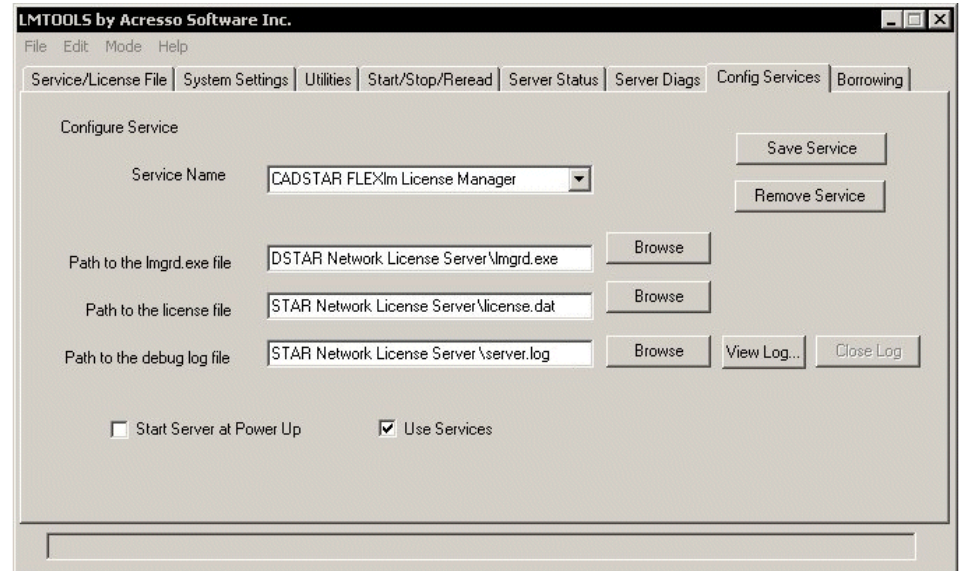 LMTOOLS by Acresso Software Inc.
File Edit Mode Help
Service/License File System Settings Utilities Start/Stop/Reread Server Status Server Diags Config Services Borrowing
Configure Service
Save Service
Service Name CADSTAR FLEXlm License Manager
Remove Service
Path to the lmgrd.exe file DSTAR Network License Server\lmgrd.exe Browse
Path to the license file STAR Network License Server\license.dat Browse
Path to the debug log file STAR Network License Server\server.log Browse View Log... Close Log
Start Server at Power Up Use Services